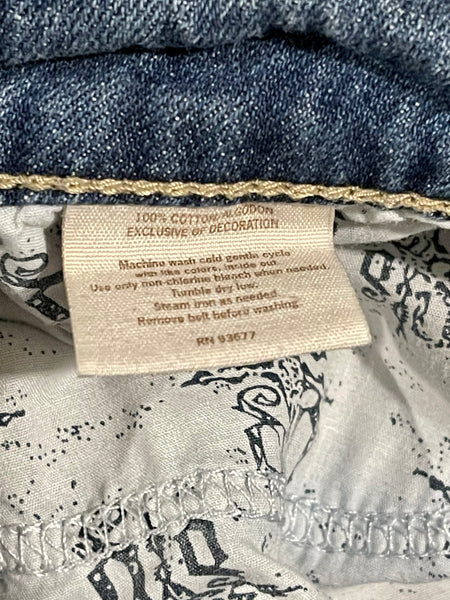 100% COTTON/ALGODON
EXCLUSIVE OF DECORATION
Machine wash cold gentle cycle
with like colors, inside out.
Use only non-chlorine bleach when needed.
Tumble dry low.
Steam iron as needed.
Remove belt before washing.
RN 93677